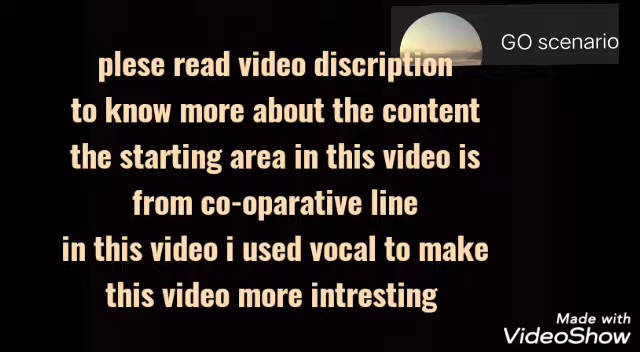 GO scenario
plese read video discription
to know more about the content
the starting area in this video is
from co-oparative line
in this video i used vocal to make
this video more intresting
Made with
VideoShow